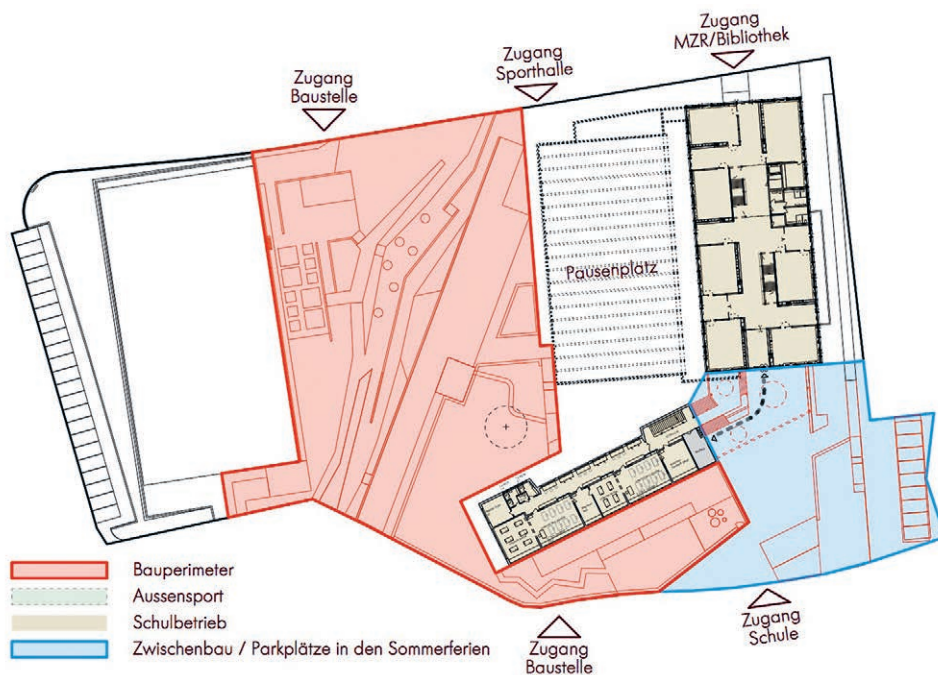 Zugang
MZR/Bibliothek
Zugang
Sporthalle
Zugang
Baustelle
Pausenplatz
Bauperimeter
Aussensport
Schulbetrieb
Zwischenbau / Parkplätze in den Sommerferien
Zugang
Baustelle
Zugang
Schule